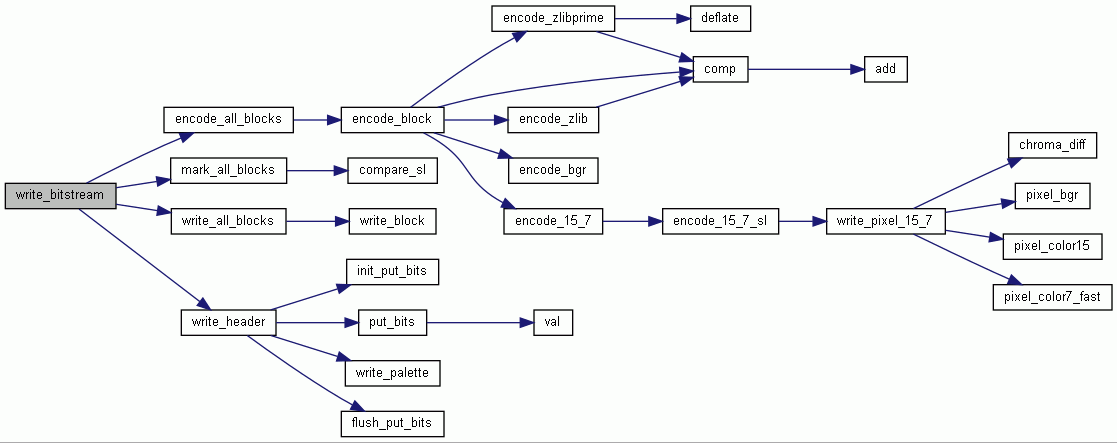 write_bitstream
encode_all_blocks
mark_all_blocks
write_all_blocks
write_header
encode_block
compare_sl
write_block
init_put_bits
put_bits
write_palette
flush_put_bits
encode_zlibprime
encode_zlib
encode_bgr
encode_15_7
val
deflate
comp
encode_15_7_sl
add
write_pixel_15_7
chroma_diff
pixel_bgr
pixel_color15
pixel_color7_fast